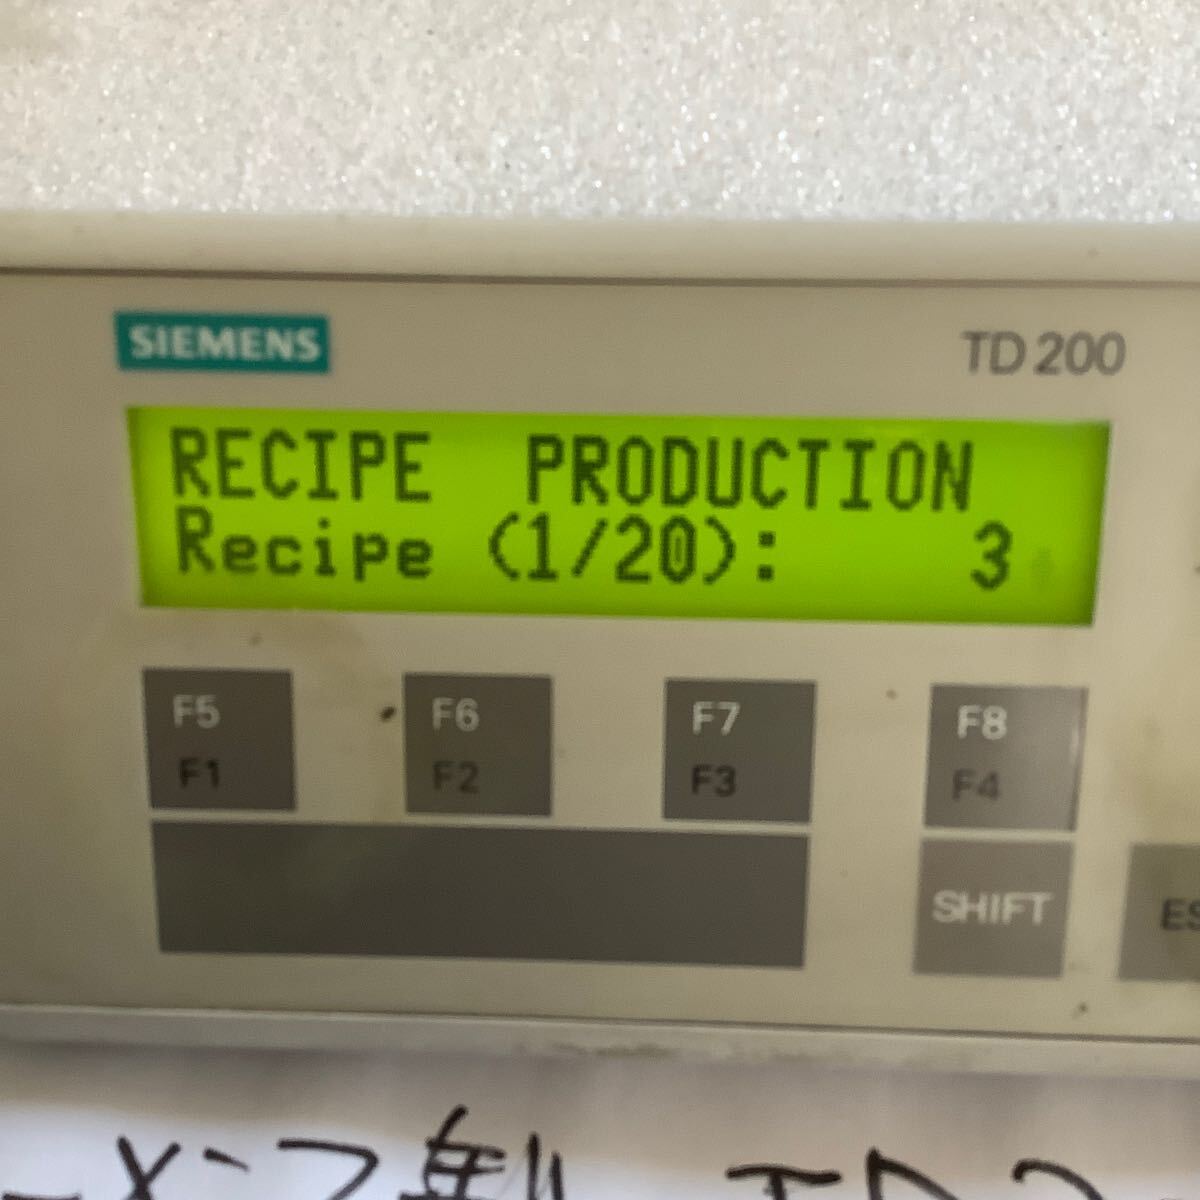 SIEMENS
TD 200
RECIPE PRODUCTION
Recipe (1/20): 3
F5 F6 F7 F8
F1 F2 F3 F4
SHIFT